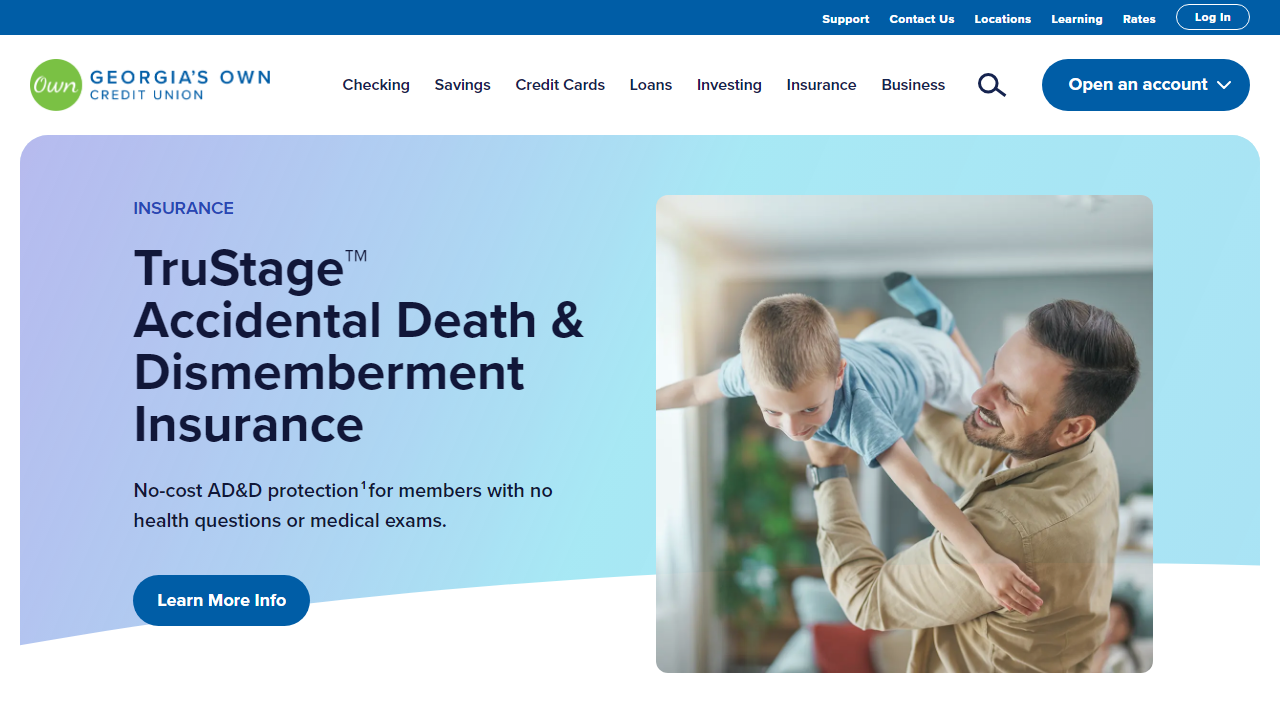 Support Contact Us Locations Learning Rates Log In
Own GEORGIA'S OWN
CREDIT UNION
Checking Savings Credit Cards Loans Investing Insurance Business Open an account
INSURANCE
TruStage™
Accidental Death &
Dismemberment
Insurance
No-cost AD&D protection¹ for members with no
health questions or medical exams.
Learn More Info